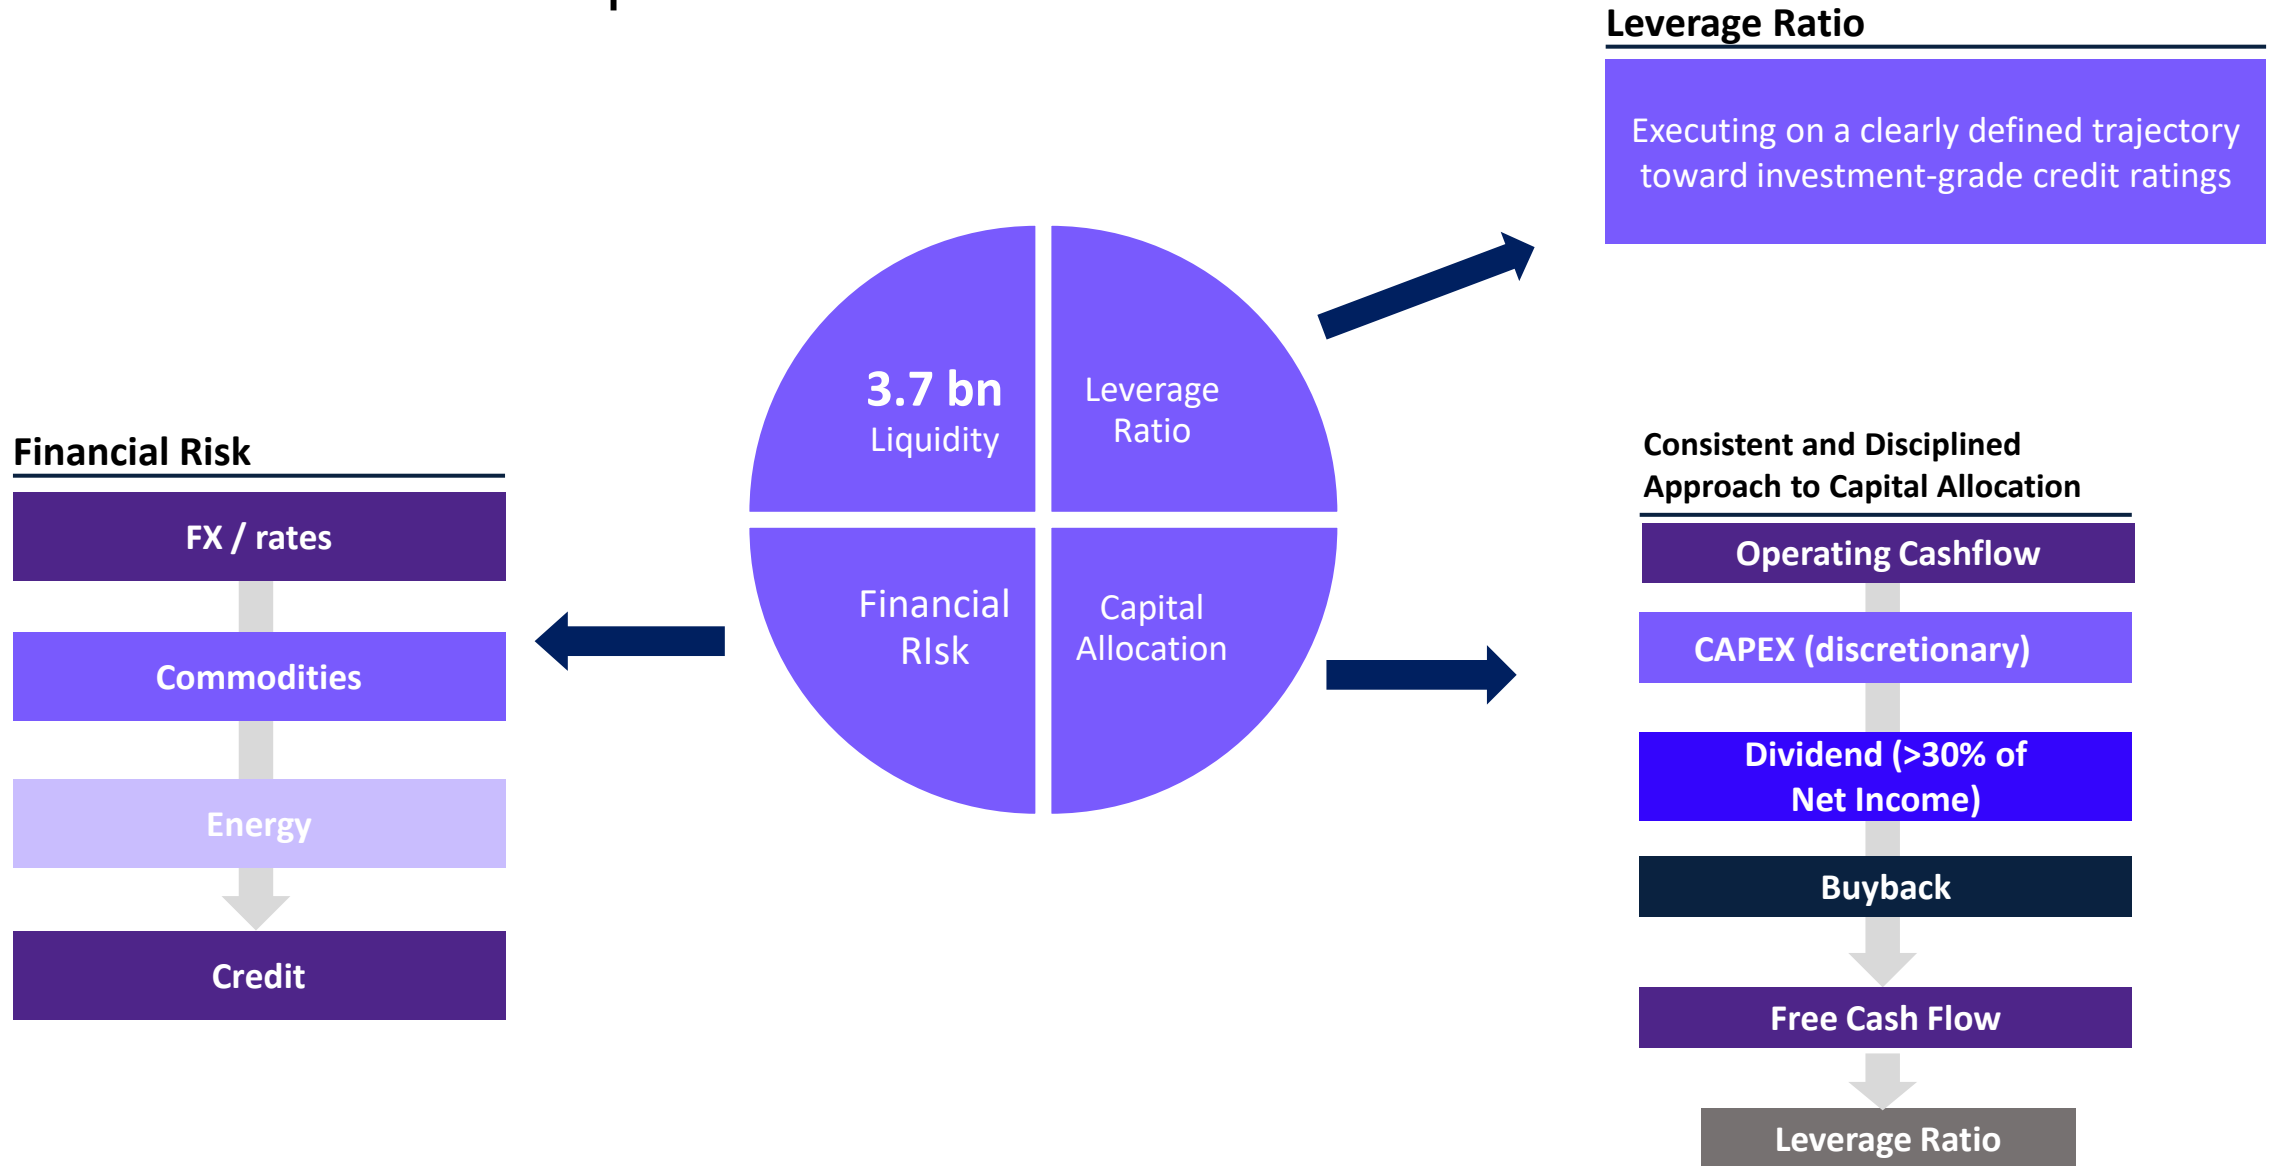 Leverage Ratio
Executing on a clearly defined trajectory
toward investment-grade credit ratings
3.7 bn
Liquidity
Leverage
Ratio
Financial
RIsk
Capital
Allocation
Financial Risk
FX / rates
Commodities
Energy
Credit
Consistent and Disciplined
Approach to Capital Allocation
Operating Cashflow
CAPEX (discretionary)
Dividend (>30% of
Net Income)
Buyback
Free Cash Flow
Leverage Ratio